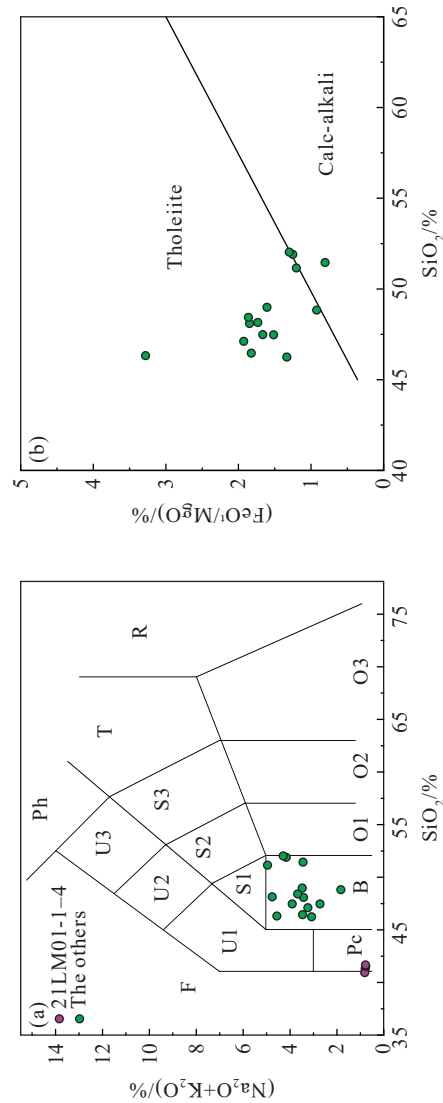 (a)
21LM01-1-4
The others
(Na₂O+K₂O)/%
14
12
10
8
6
4
2
0
35
45
55
65
75
SiO₂/%
F
Ph
U3
U2
U1
T
R
S3
S2
S1
Pc
B
O1
O2
O3
(b)
(FeOᵗ/MgO)/%
5
4
3
2
1
0
40
45
50
55
60
65
SiO₂/%
Tholeiite
Calc-alkali